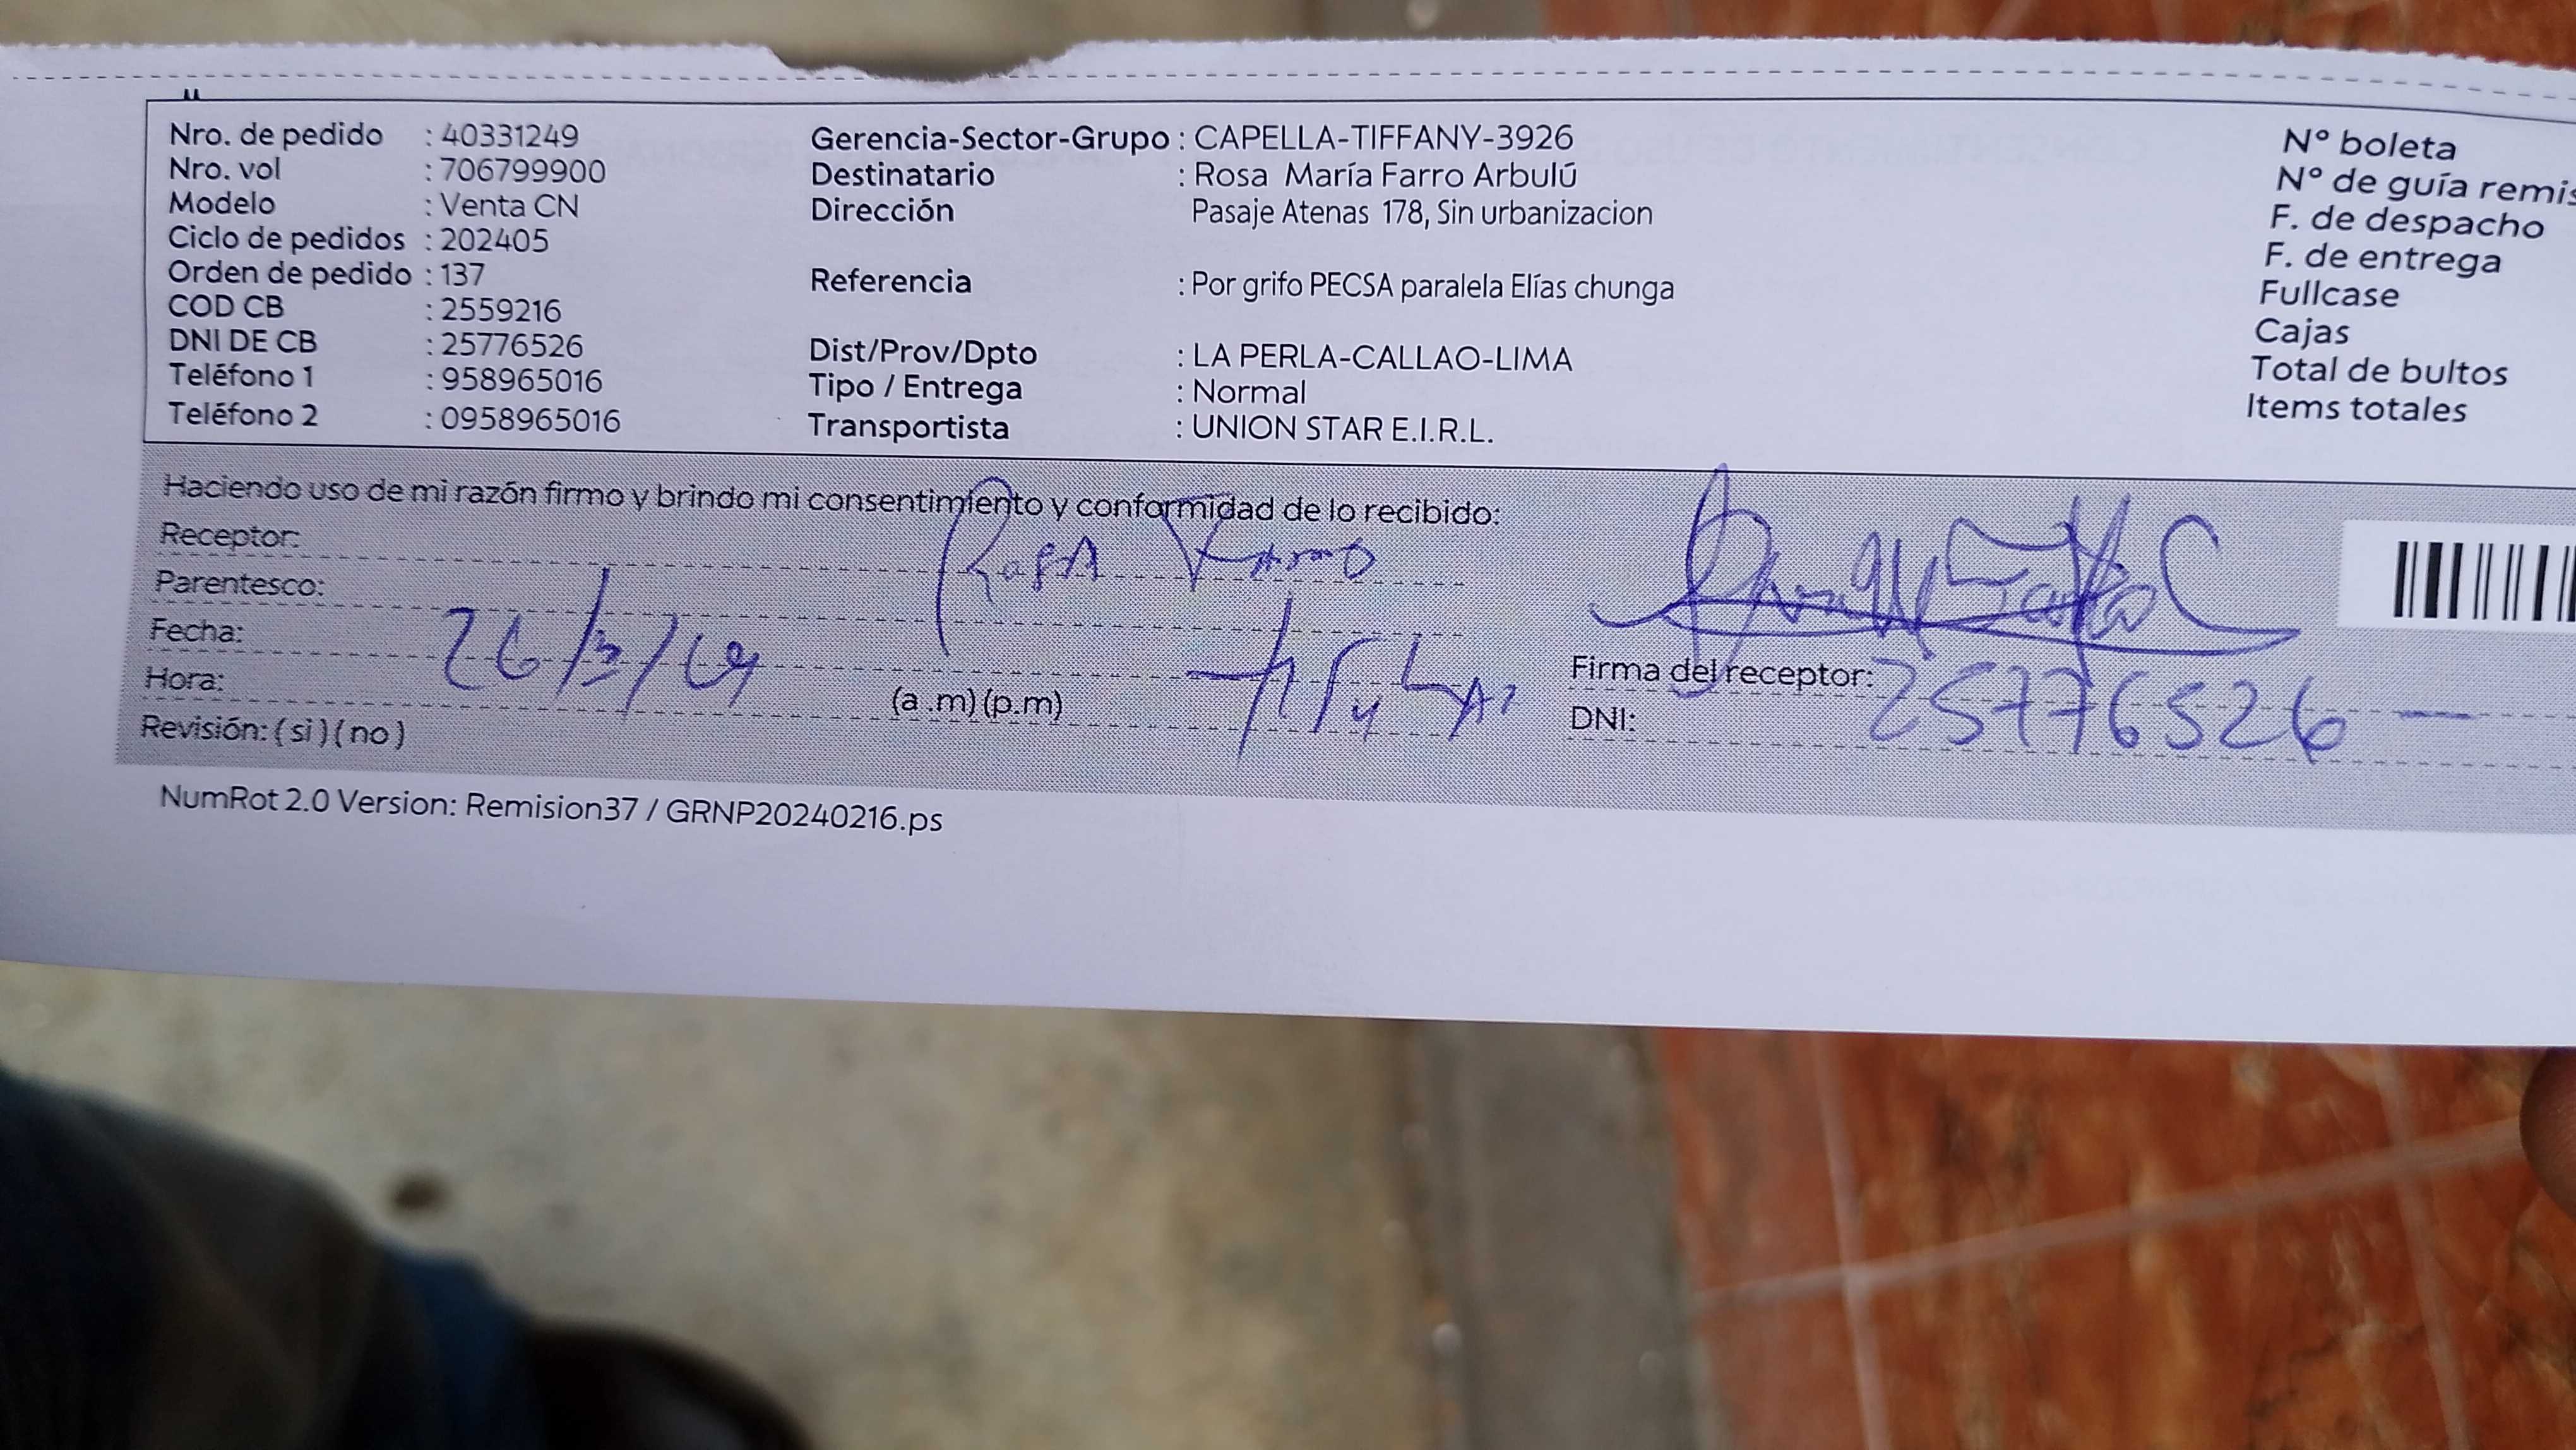 Nro. de pedido : 40331249
Nro. vol : 706799900
Modelo : Venta CN
Ciclo de pedidos : 202405
Orden de pedido : 137
COD CB : 2559216
DNI DE CB : 25776526
Teléfono 1 : 958965016
Teléfono 2 : 0958965016
Gerencia-Sector-Grupo : CAPELLA-TIFFANY-3926
Destinatario : Rosa María Farro Arbulú
Dirección Pasaje Atenas 178, Sin urbanizacion
Referencia : Por grifo PECSA paralela Elías chunga
Dist/Prov/Dpto : LA PERLA-CALLAO-LIMA
Tipo / Entrega : Normal
Transportista : UNION STAR E.I.R.L.
Nº boleta
Nº de guía remis
F. de despacho
F. de entrega
Fullcase
Cajas
Total de bultos
Items totales
Haciendo uso de mi razón firmo y brindo mi consentimiento y conformidad de lo recibido:
Receptor: Rosa Farro
Parentesco:
Fecha: 26/3/24
Hora: (a .m) (p.m)
Revisión: ( si ) ( no )
Firma del receptor:
DNI: 25776526
NumRot 2.0 Version: Remision37 / GRNP20240216.ps